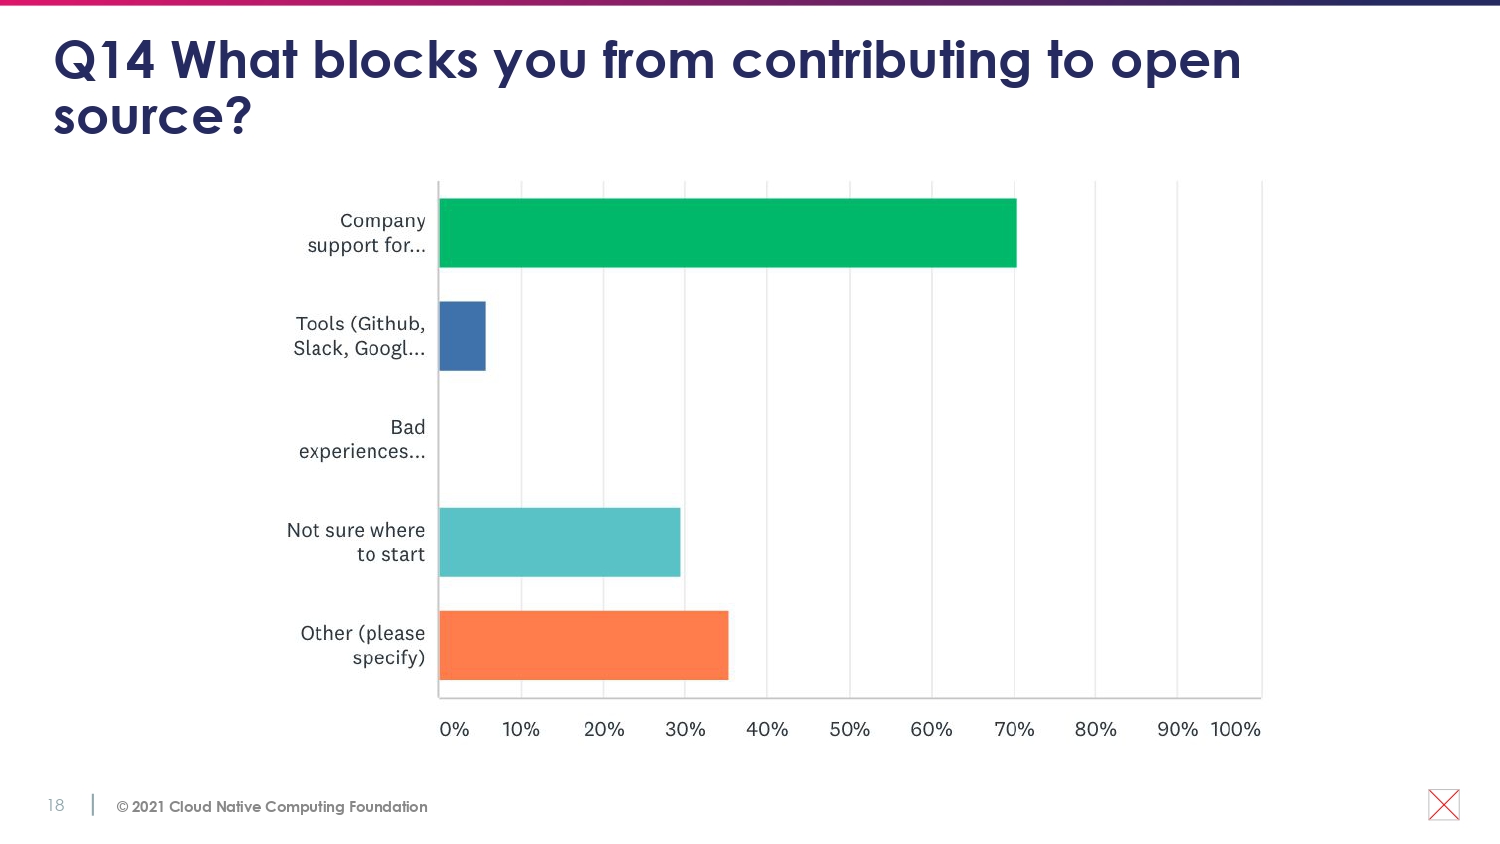 Q14 What blocks you from contributing to open
source?
Company
support for...
Tools (Github,
Slack, Googl...
Bad
experiences...
Not sure where
to start
Other (please
specify)
0% 10% 20% 30% 40% 50% 60% 70% 80% 90% 100%
18 © 2021 Cloud Native Computing Foundation